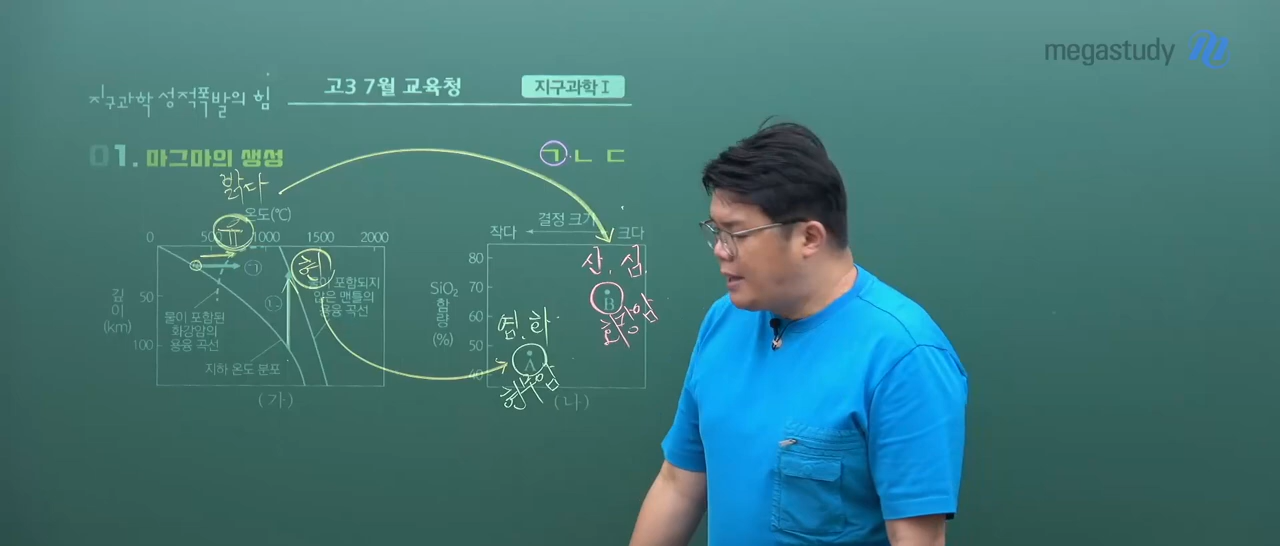 megastudy
지구과학 성적폭발의 힘
고3 7월 교육청
지구과학 I
01. 마그마의 생성
ㄱ ㄴ ㄷ
밝다
온도(℃)
0 500 1000 1500 2000
유
현
깊이(km)
50
100
㉠
㉡
물이 포함된
화강암의
용융 곡선
물이 포함되지
않은 맨틀의
용융 곡선
지하 온도 분포
(가)
결정 크기
작다
크다
SiO₂
함량
(%)
80
70
60
50
40
산. 심.
B
화강암
염. 화
A
현무암
(나)